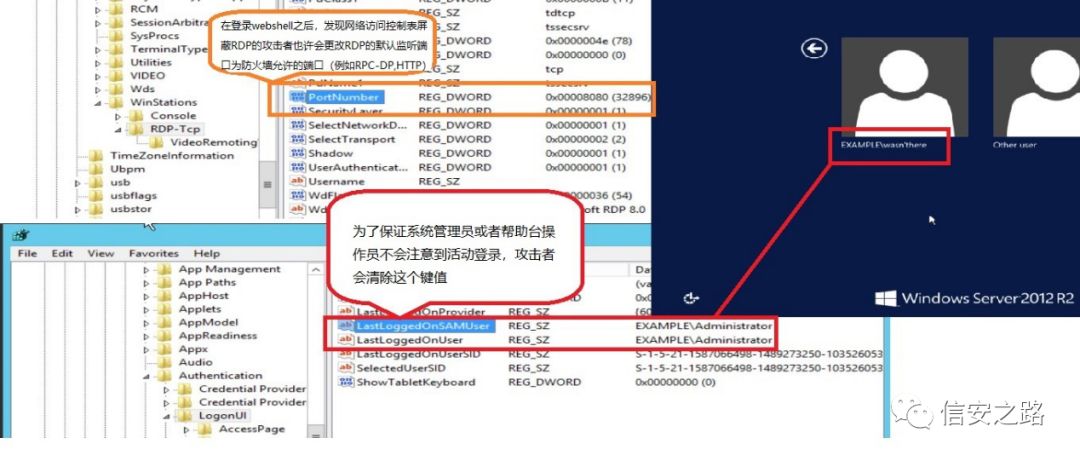 RCM
SessionArbitrat
SysProcs
TerminalType
Utilities
VIDEO
Wds
WinStations
Console
RDP-Tcp
VideoRemoting
TimeZoneInformation
Ubpm
usb
usbflags
usbstor
在登录webshell之后，发现网络访问控制表屏
蔽RDP的攻击者也许会更改RDP的默认监听端
口为防火墙允许的端口（例如RPC-DP,HTTP）
REG_SZ tdtcp
REG_SZ tssecsrv
REG_DWORD 0x0000004e (78)
REG_DWORD 0x00000000 (0)
REG_SZ tcp
REG_SZ tssecsrv
PortNumber REG_DWORD 0x00008080 (32896)
SecurityLayer REG_DWORD 0x00000001 (1)
SelectNetworkD... REG_DWORD 0x00000001 (1)
SelectTransport REG_DWORD 0x00000002 (2)
Shadow REG_DWORD 0x00000001 (1)
UserAuthenticat... REG_DWORD 0x00000001 (1)
Username REG_SZ
0x00000036 (54)
RDP 8.0
EXAMPLE\wasn'there
Other user
Windows Server 2012 R2
File Edit View Favorites Help
App Management
App Paths
AppHost
Applets
AppModel
AppReadiness
Appx
Audio
Authentication
Credential Provider
Credential Provider
LogonUI
AccessPage
为了保证系统管理员或者帮助台操
作员不会注意到活动登录，攻击者
会清除这个键值
LastLoggedOnProvider REG_SZ
LastLoggedOnSAMUser REG_SZ EXAMPLE\Administrator
LastLoggedOnUser REG_SZ EXAMPLE\Administrator
LastLoggedOnUserSID REG_SZ S-1-5-21-1587066498-1489273250-103526053
SelectedUserSID REG_SZ S-1-5-21-1587066498-1489273250-103526053
ShowTabletKeyboard REG_DWORD 0x00000000 (0)
信安之路